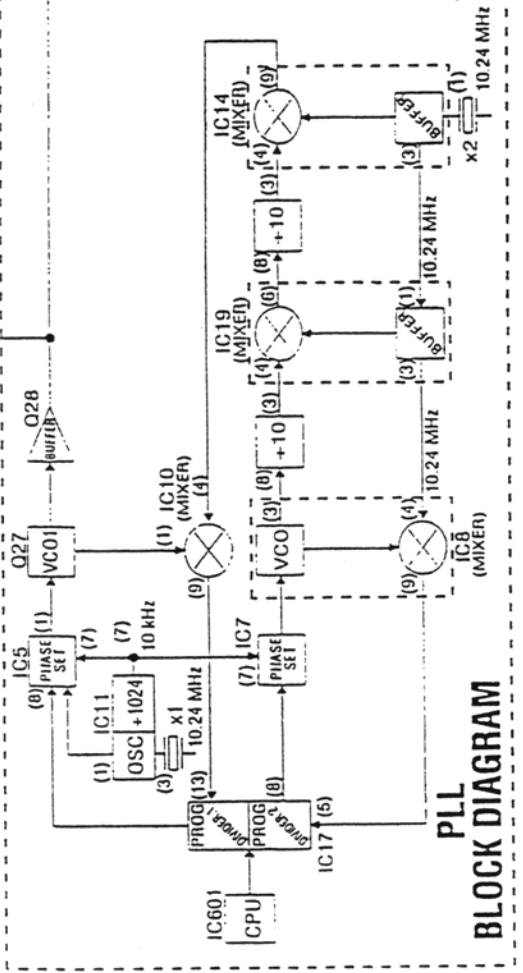 Q27
VCO1
Q28
BUFFER
IC5
PHASE
SET
(8)
(1)
(7)
(7)
10 kHz
IC11
OSC
+1024
(1)
(3)
x1
10.24 MHz
IC601
CPU
PROG
DIVIDER 1
PROG
DIVIDER 2
(13)
(8)
(5)
IC17
IC7
PHASE
SET
(7)
IC10
(MIXER)
(1)
(4)
(9)
VCO
(3)
(8)
+10
(3)
IC19
(MIXER)
(4)
(6)
(8)
+10
(3)
IC14
(MIXER)
(4)
(9)
IC8
(MIXER)
(4)
(9)
10.24 MHz
BUFFER
(3)
(1)
10.24 MHz
BUFFER
(3)
(1)
x2
10.24 MHz
PLL
BLOCK DIAGRAM